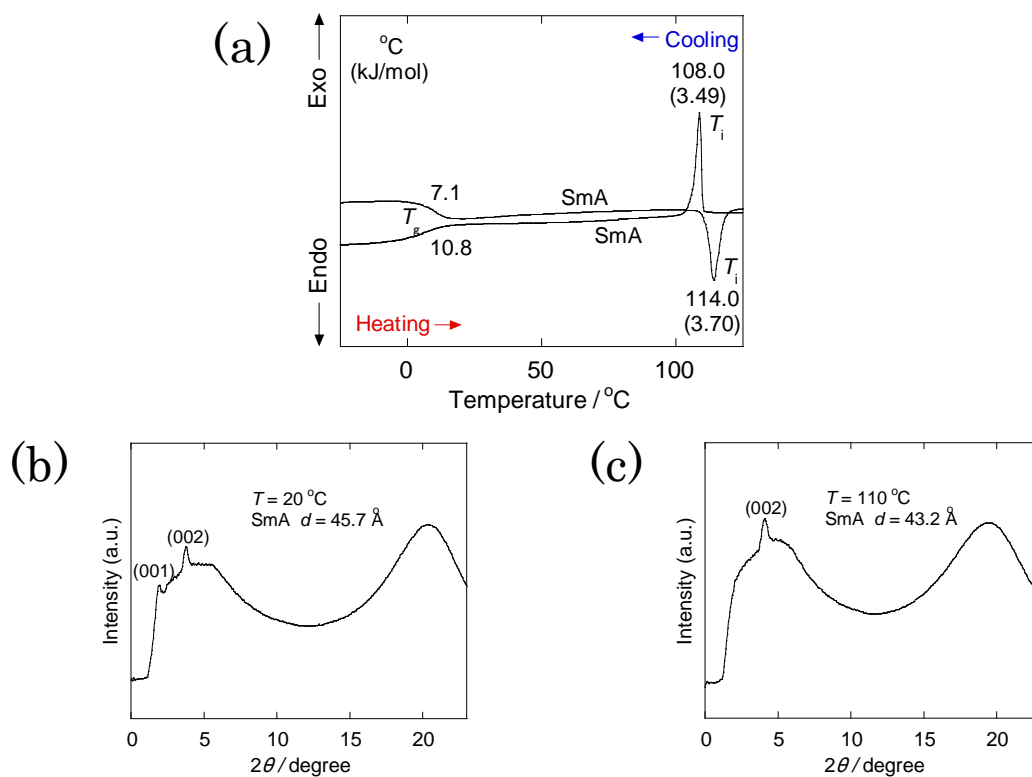 (a)
Exo
Endo
°C
(kJ/mol)
← Cooling
108.0
(3.49)
Ti
7.1
SmA
Tg
SmA
10.8
Ti
114.0
(3.70)
Heating →
0 50 100
Temperature / °C
(b)
Intensity (a.u.)
T = 20 °C
SmA d = 45.7 Å
(002)
(001)
0 5 10 15 20
2θ / degree
(c)
Intensity (a.u.)
T = 110 °C
SmA d = 43.2 Å
(002)
0 5 10 15 20
2θ / degree